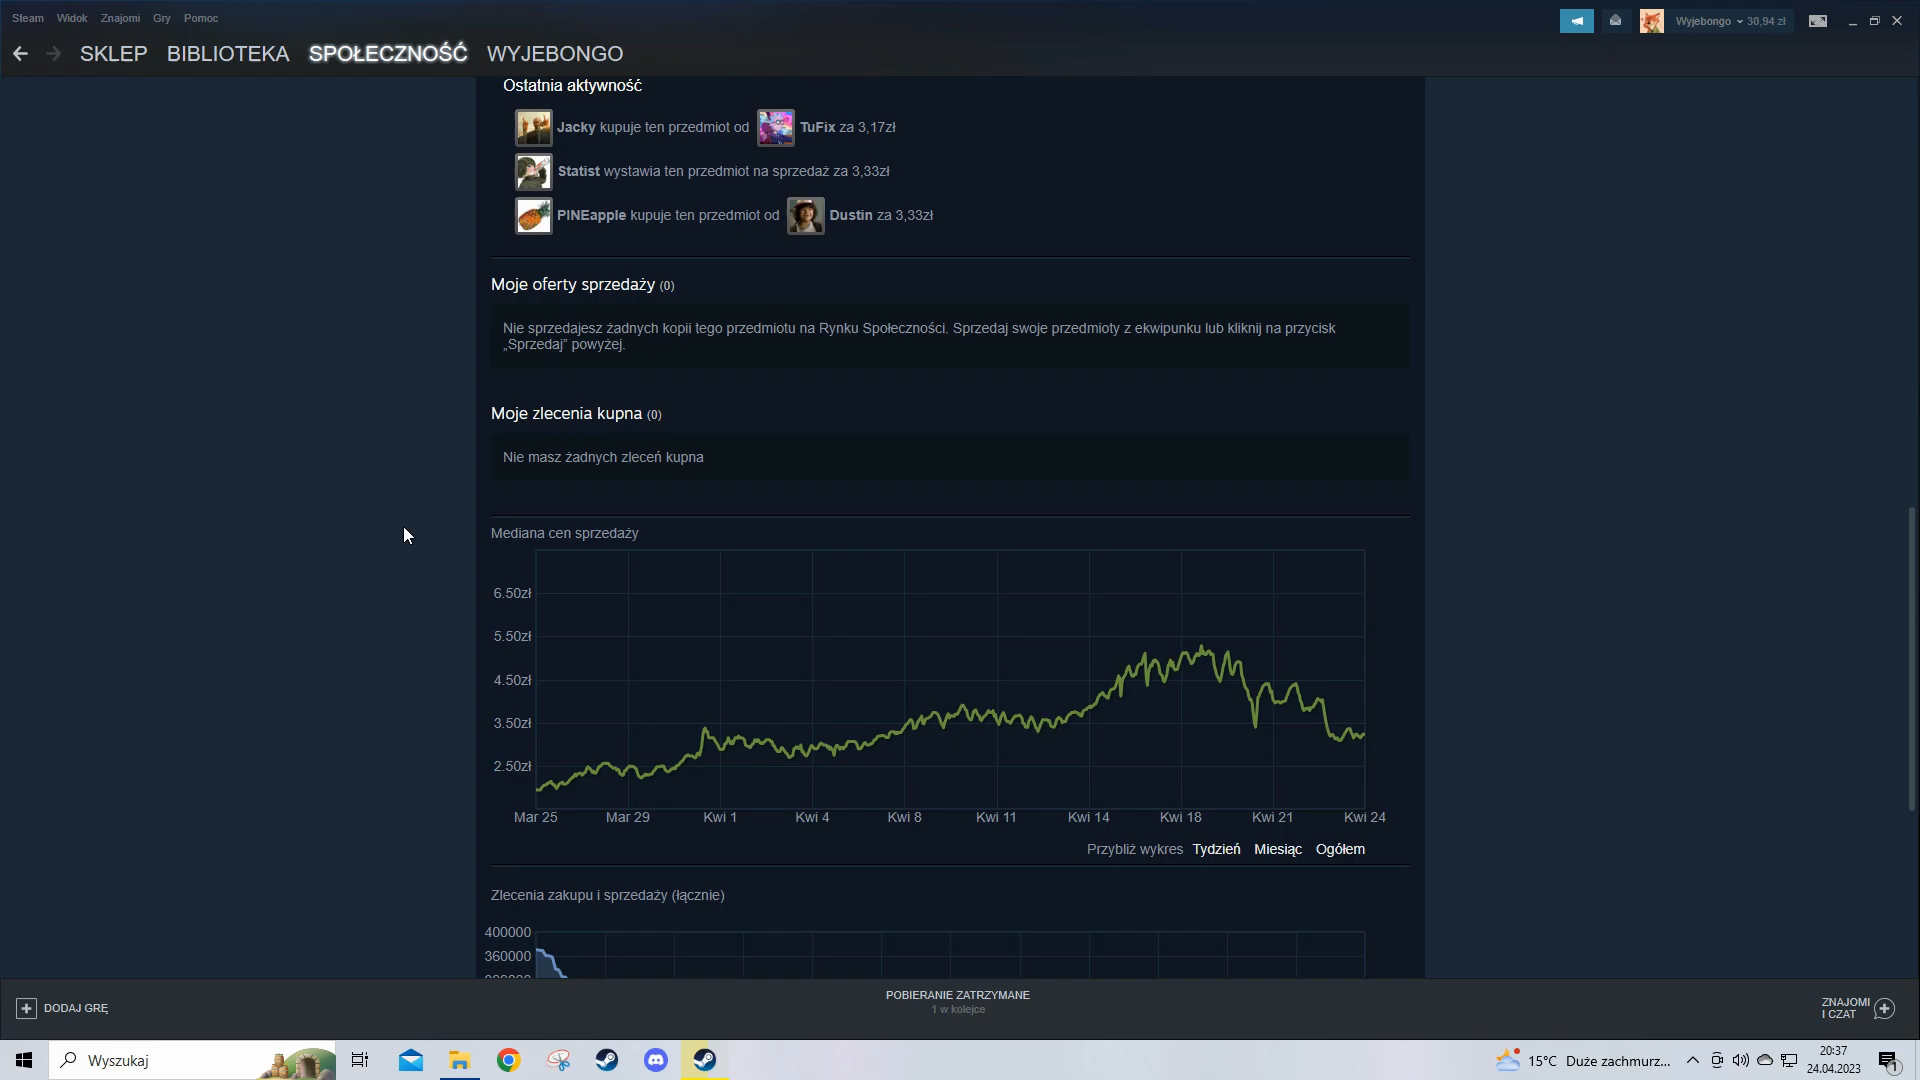 Steam Widok Znajomi Gry Pomoc
Wyjebongo 30,94 zł
SKLEP BIBLIOTEKA SPOŁECZNOŚĆ WYJEBONGO
Ostatnia aktywność
Jacky kupuje ten przedmiot od TuFix za 3,17zł
Statist wystawia ten przedmiot na sprzedaż za 3,33zł
PINEapple kupuje ten przedmiot od Dustin za 3,33zł
Moje oferty sprzedaży (0)
Nie sprzedajesz żadnych kopii tego przedmiotu na Rynku Społeczności. Sprzedaj swoje przedmioty z ekwipunku lub kliknij na przycisk
„Sprzedaj” powyżej.
Moje zlecenia kupna (0)
Nie masz żadnych zleceń kupna
Mediana cen sprzedaży
6.50zł
5.50zł
4.50zł
3.50zł
2.50zł
Mar 25 Mar 29 Kwi 1 Kwi 4 Kwi 8 Kwi 11 Kwi 14 Kwi 18 Kwi 21 Kwi 24
Przybliż wykres Tydzień Miesiąc Ogółem
Zlecenia zakupu i sprzedaży (łącznie)
400000
360000
DODAJ GRĘ
POBIERANIE ZATRZYMANE
1 w kolejce
ZNAJOMI
I CZAT
Wyszukaj
15°C Duże zachmurz...
20:37
24.04.2023
1